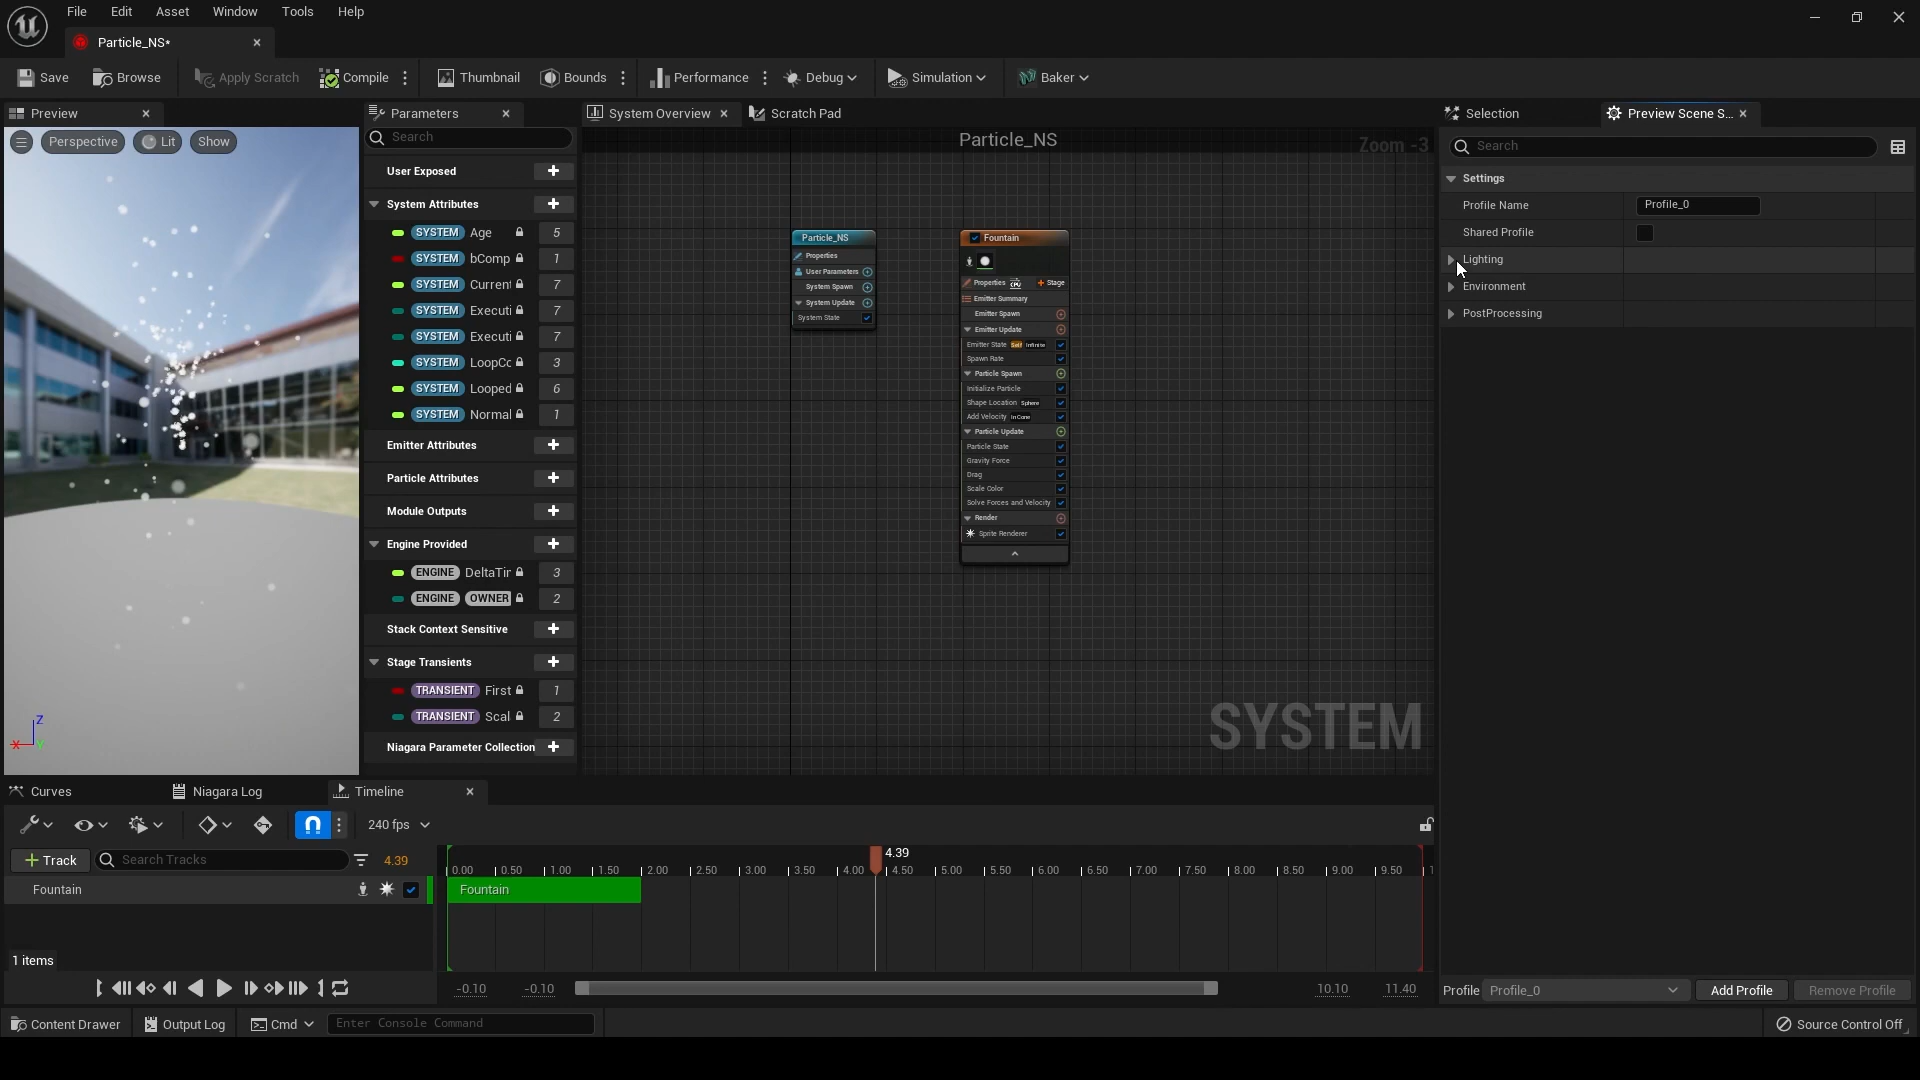 File Edit Asset Window Tools Help
Particle_NS*
Save Browse Apply Scratch Compile Thumbnail Bounds Performance Debug Simulation Baker
Preview
Perspective Lit Show
Z
X Y
Parameters
Search
User Exposed
System Attributes
SYSTEM Age 5
SYSTEM bComp 1
SYSTEM Current 7
SYSTEM Executi 7
SYSTEM Executi 7
SYSTEM LoopCo 3
SYSTEM Looped 6
SYSTEM Normal 1
Emitter Attributes
Particle Attributes
Module Outputs
Engine Provided
ENGINE DeltaTir 3
ENGINE OWNER 2
Stack Context Sensitive
Stage Transients
TRANSIENT First 1
TRANSIENT Scal 2
Niagara Parameter Collection
System Overview Scratch Pad
Particle_NS
Zoom -3
Particle_NS
Properties
User Parameters
System Spawn
System Update
System State
Fountain
Properties CPU Stage
Emitter Summary
Emitter Spawn
Emitter Update
Emitter State Self Infinite
Spawn Rate
Particle Spawn
Initialize Particle
Shape Location Sphere
Add Velocity In Cone
Particle Update
Particle State
Gravity Force
Drag
Scale Color
Solve Forces and Velocity
Render
Sprite Renderer
SYSTEM
Selection Preview Scene S...
Search
Settings
Profile Name Profile_0
Shared Profile
Lighting
Environment
PostProcessing
Profile Profile_0 Add Profile Remove Profile
Curves Niagara Log Timeline
240 fps
Track Search Tracks 4.39
Fountain
1 items
4.39
0.00 0.50 1.00 1.50 2.00 2.50 3.00 3.50 4.00 4.50 5.00 5.50 6.00 6.50 7.00 7.50 8.00 8.50 9.00 9.50 1
Fountain
-0.10 -0.10 10.10 11.40
Content Drawer Output Log Cmd Enter Console Command Source Control Off